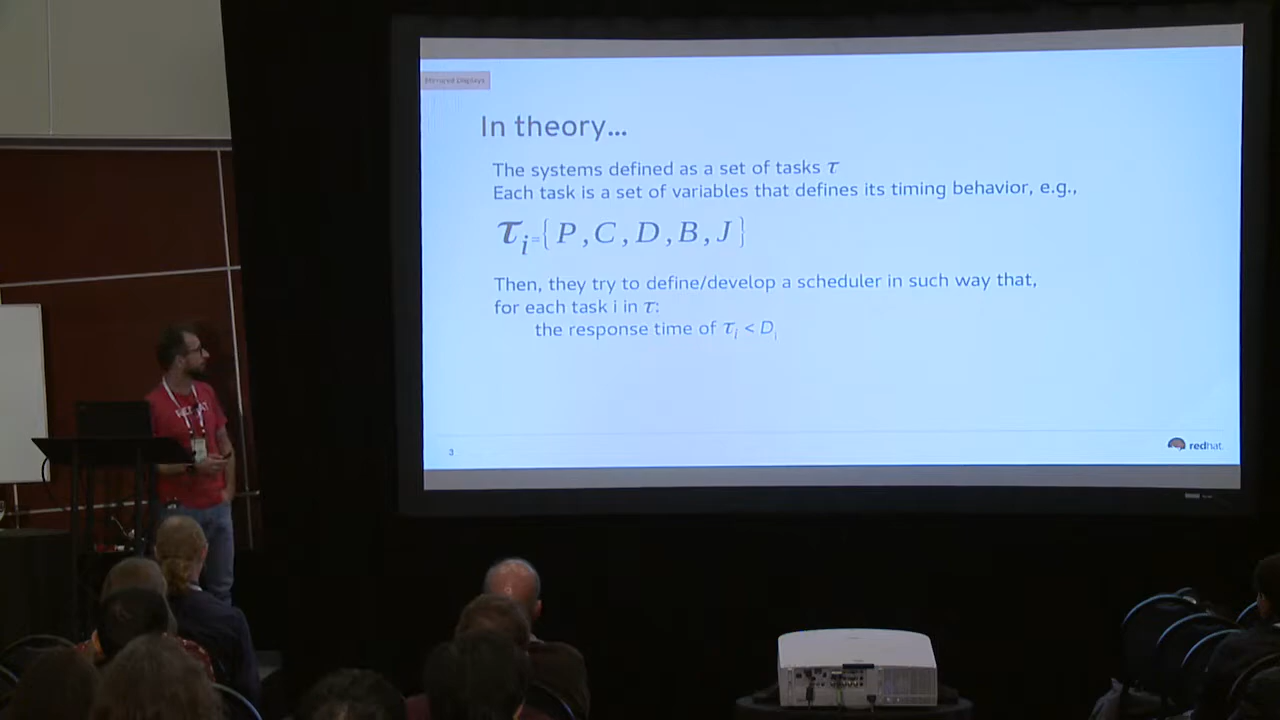 Mirrored Displays
In theory...
The systems defined as a set of tasks τ
Each task is a set of variables that defines its timing behavior, e.g.,
τi={P,C,D,B,J}
Then, they try to define/develop a scheduler in such way that,
for each task i in τ:
the response time of τi < Di
3
redhat